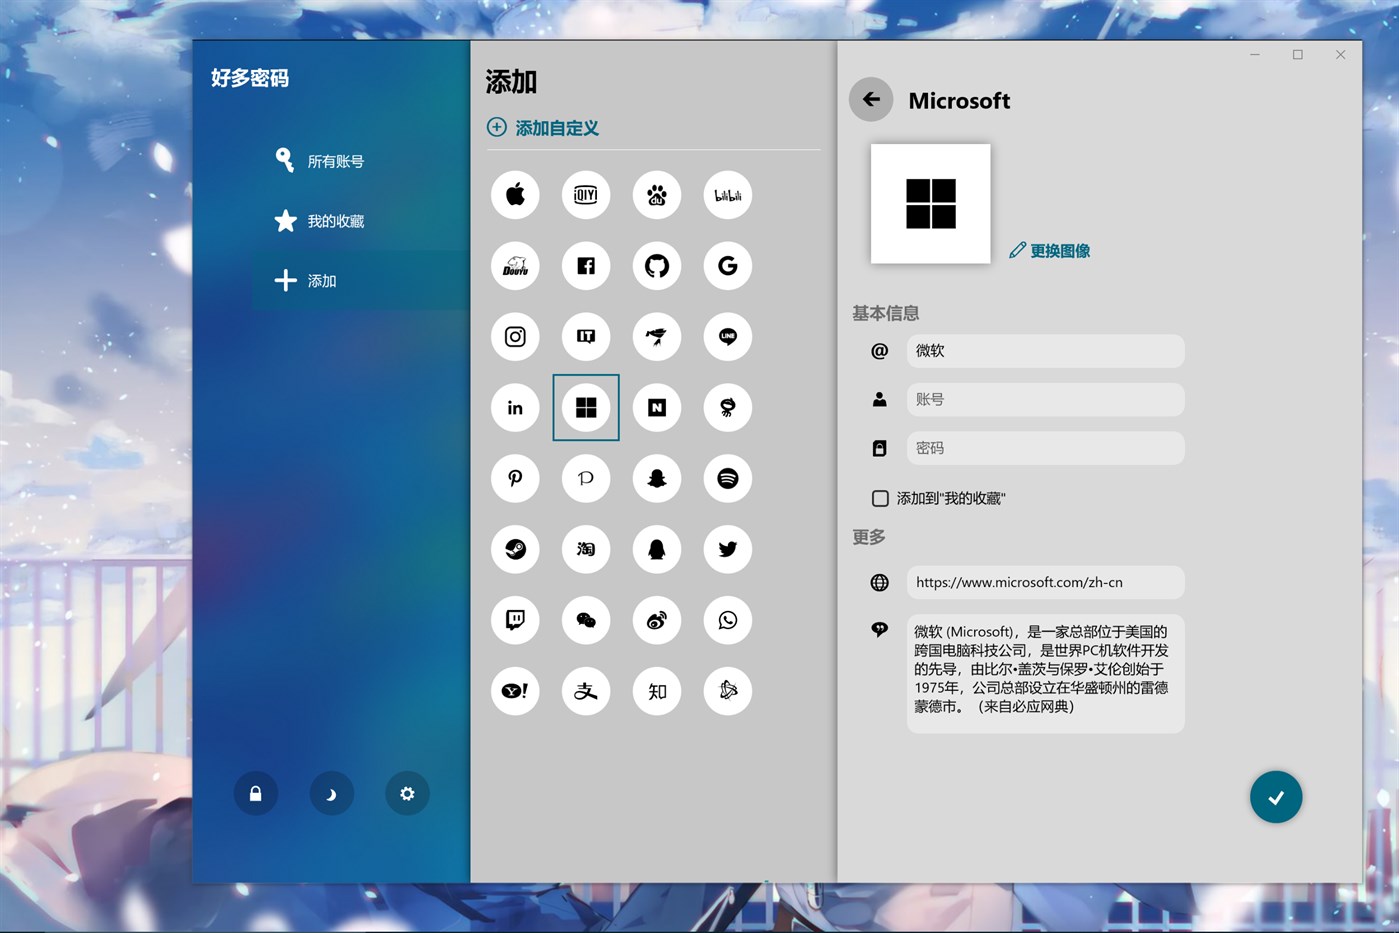 好多密码
所有账号
我的收藏
添加
添加
添加自定义
iQIYI
du
bilibili
DOUYU
G
IT
LINE
in
N
淘
Y!
支
知
Microsoft
更换图像
基本信息
@
微软
账号
密码
添加到"我的收藏"
更多
https://www.microsoft.com/zh-cn
微软 (Microsoft)，是一家总部位于美国的
跨国电脑科技公司，是世界PC机软件开发
的先导，由比尔•盖茨与保罗•艾伦创始于
1975年，公司总部设立在华盛顿州的雷德
蒙德市。（来自必应网典）